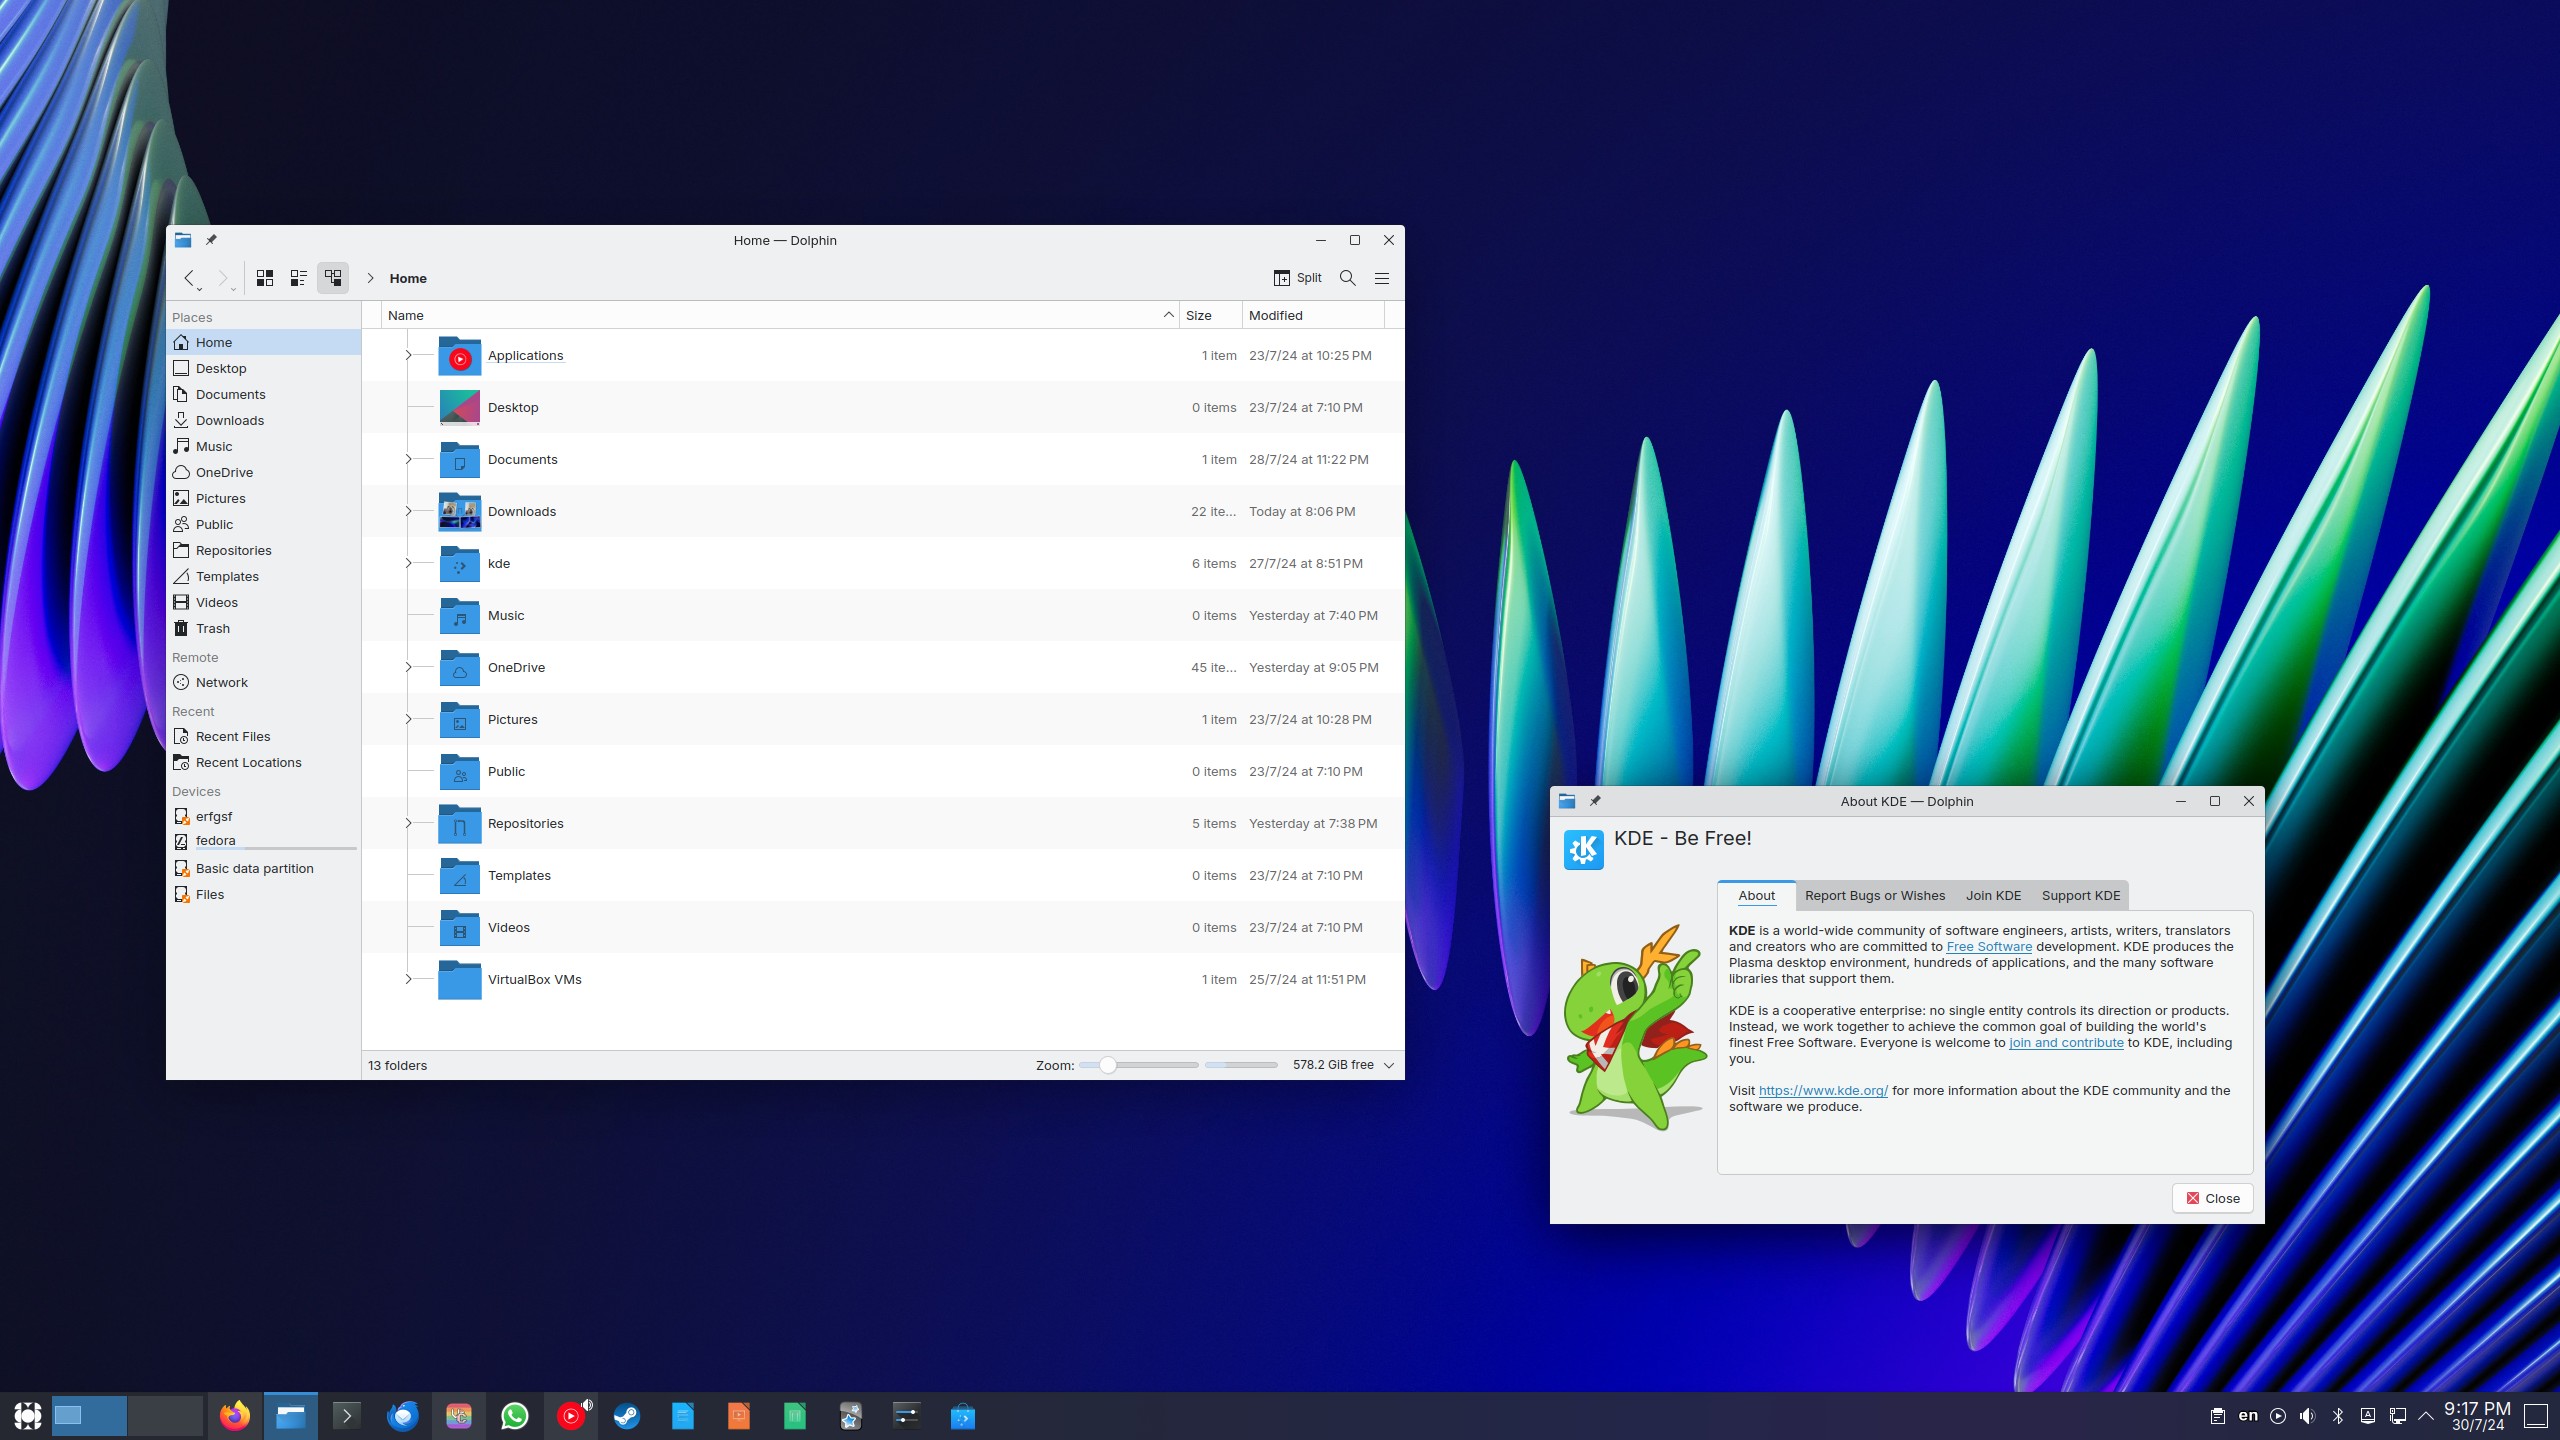 Home — Dolphin
Home
Split
Places
Home
Desktop
Documents
Downloads
Music
OneDrive
Pictures
Public
Repositories
Templates
Videos
Trash
Remote
Network
Recent
Recent Files
Recent Locations
Devices
erfgsf
fedora
Basic data partition
Files
Name Size Modified
Applications 1 item 23/7/24 at 10:25 PM
Desktop 0 items 23/7/24 at 7:10 PM
Documents 1 item 28/7/24 at 11:22 PM
Downloads 22 ite... Today at 8:06 PM
kde 6 items 27/7/24 at 8:51 PM
Music 0 items Yesterday at 7:40 PM
OneDrive 45 ite... Yesterday at 9:05 PM
Pictures 1 item 23/7/24 at 10:28 PM
Public 0 items 23/7/24 at 7:10 PM
Repositories 5 items Yesterday at 7:38 PM
Templates 0 items 23/7/24 at 7:10 PM
Videos 0 items 23/7/24 at 7:10 PM
VirtualBox VMs 1 item 25/7/24 at 11:51 PM
13 folders Zoom: 578.2 GiB free
About KDE — Dolphin
KDE - Be Free!
About Report Bugs or Wishes Join KDE Support KDE
KDE is a world-wide community of software engineers, artists, writers, translators
and creators who are committed to Free Software development. KDE produces the
Plasma desktop environment, hundreds of applications, and the many software
libraries that support them.
KDE is a cooperative enterprise: no single entity controls its direction or products.
Instead, we work together to achieve the common goal of building the world's
finest Free Software. Everyone is welcome to join and contribute to KDE, including
you.
Visit https://www.kde.org/ for more information about the KDE community and the
software we produce.
Close
en
9:17 PM
30/7/24